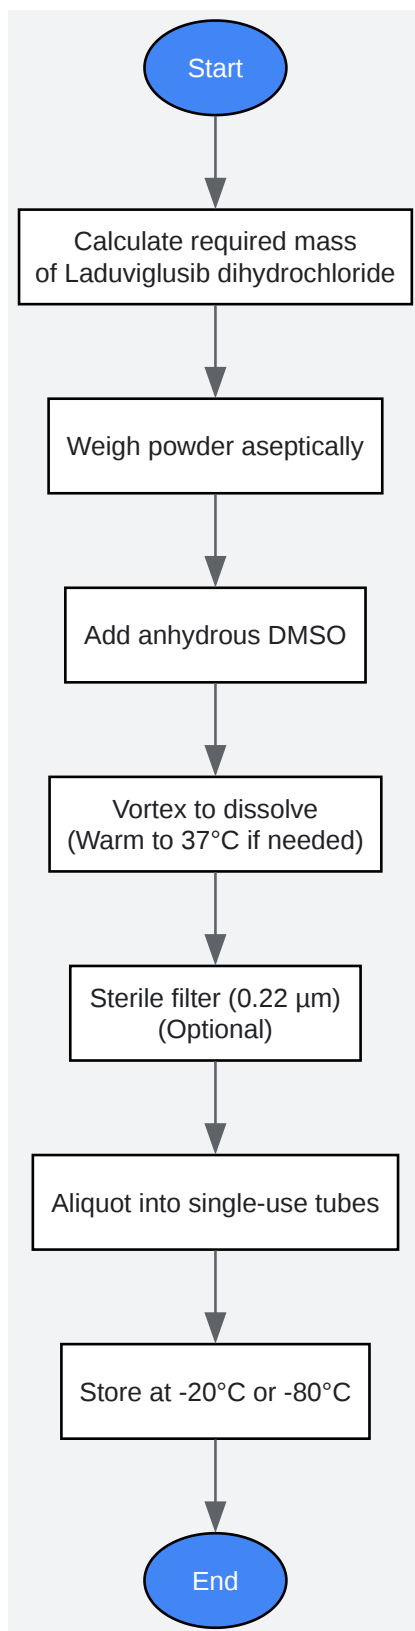 Start
Calculate required mass
of Laduviglusib dihydrochloride
Weigh powder aseptically
Add anhydrous DMSO
Vortex to dissolve
(Warm to 37°C if needed)
Sterile filter (0.22 µm)
(Optional)
Aliquot into single-use tubes
Store at -20°C or -80°C
End